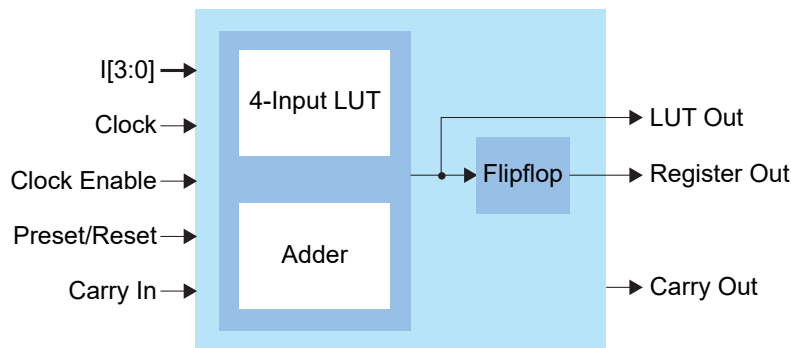 I[3:0]
Clock
Clock Enable
Preset/Reset
Carry In
4-Input LUT
Adder
Flipflop
LUT Out
Register Out
Carry Out